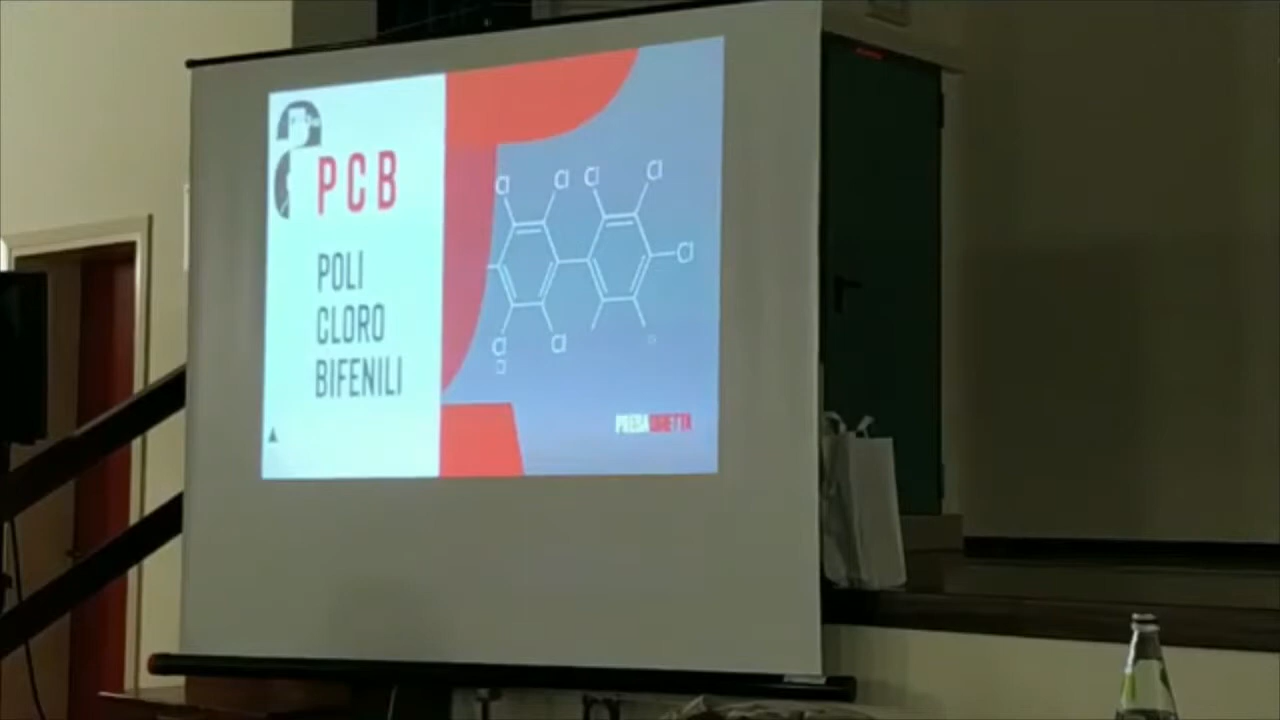 PCB
POLI
CLORO
BIFENILI
Cl Cl Cl Cl
Cl
Cl Cl
PRESADIRETTA